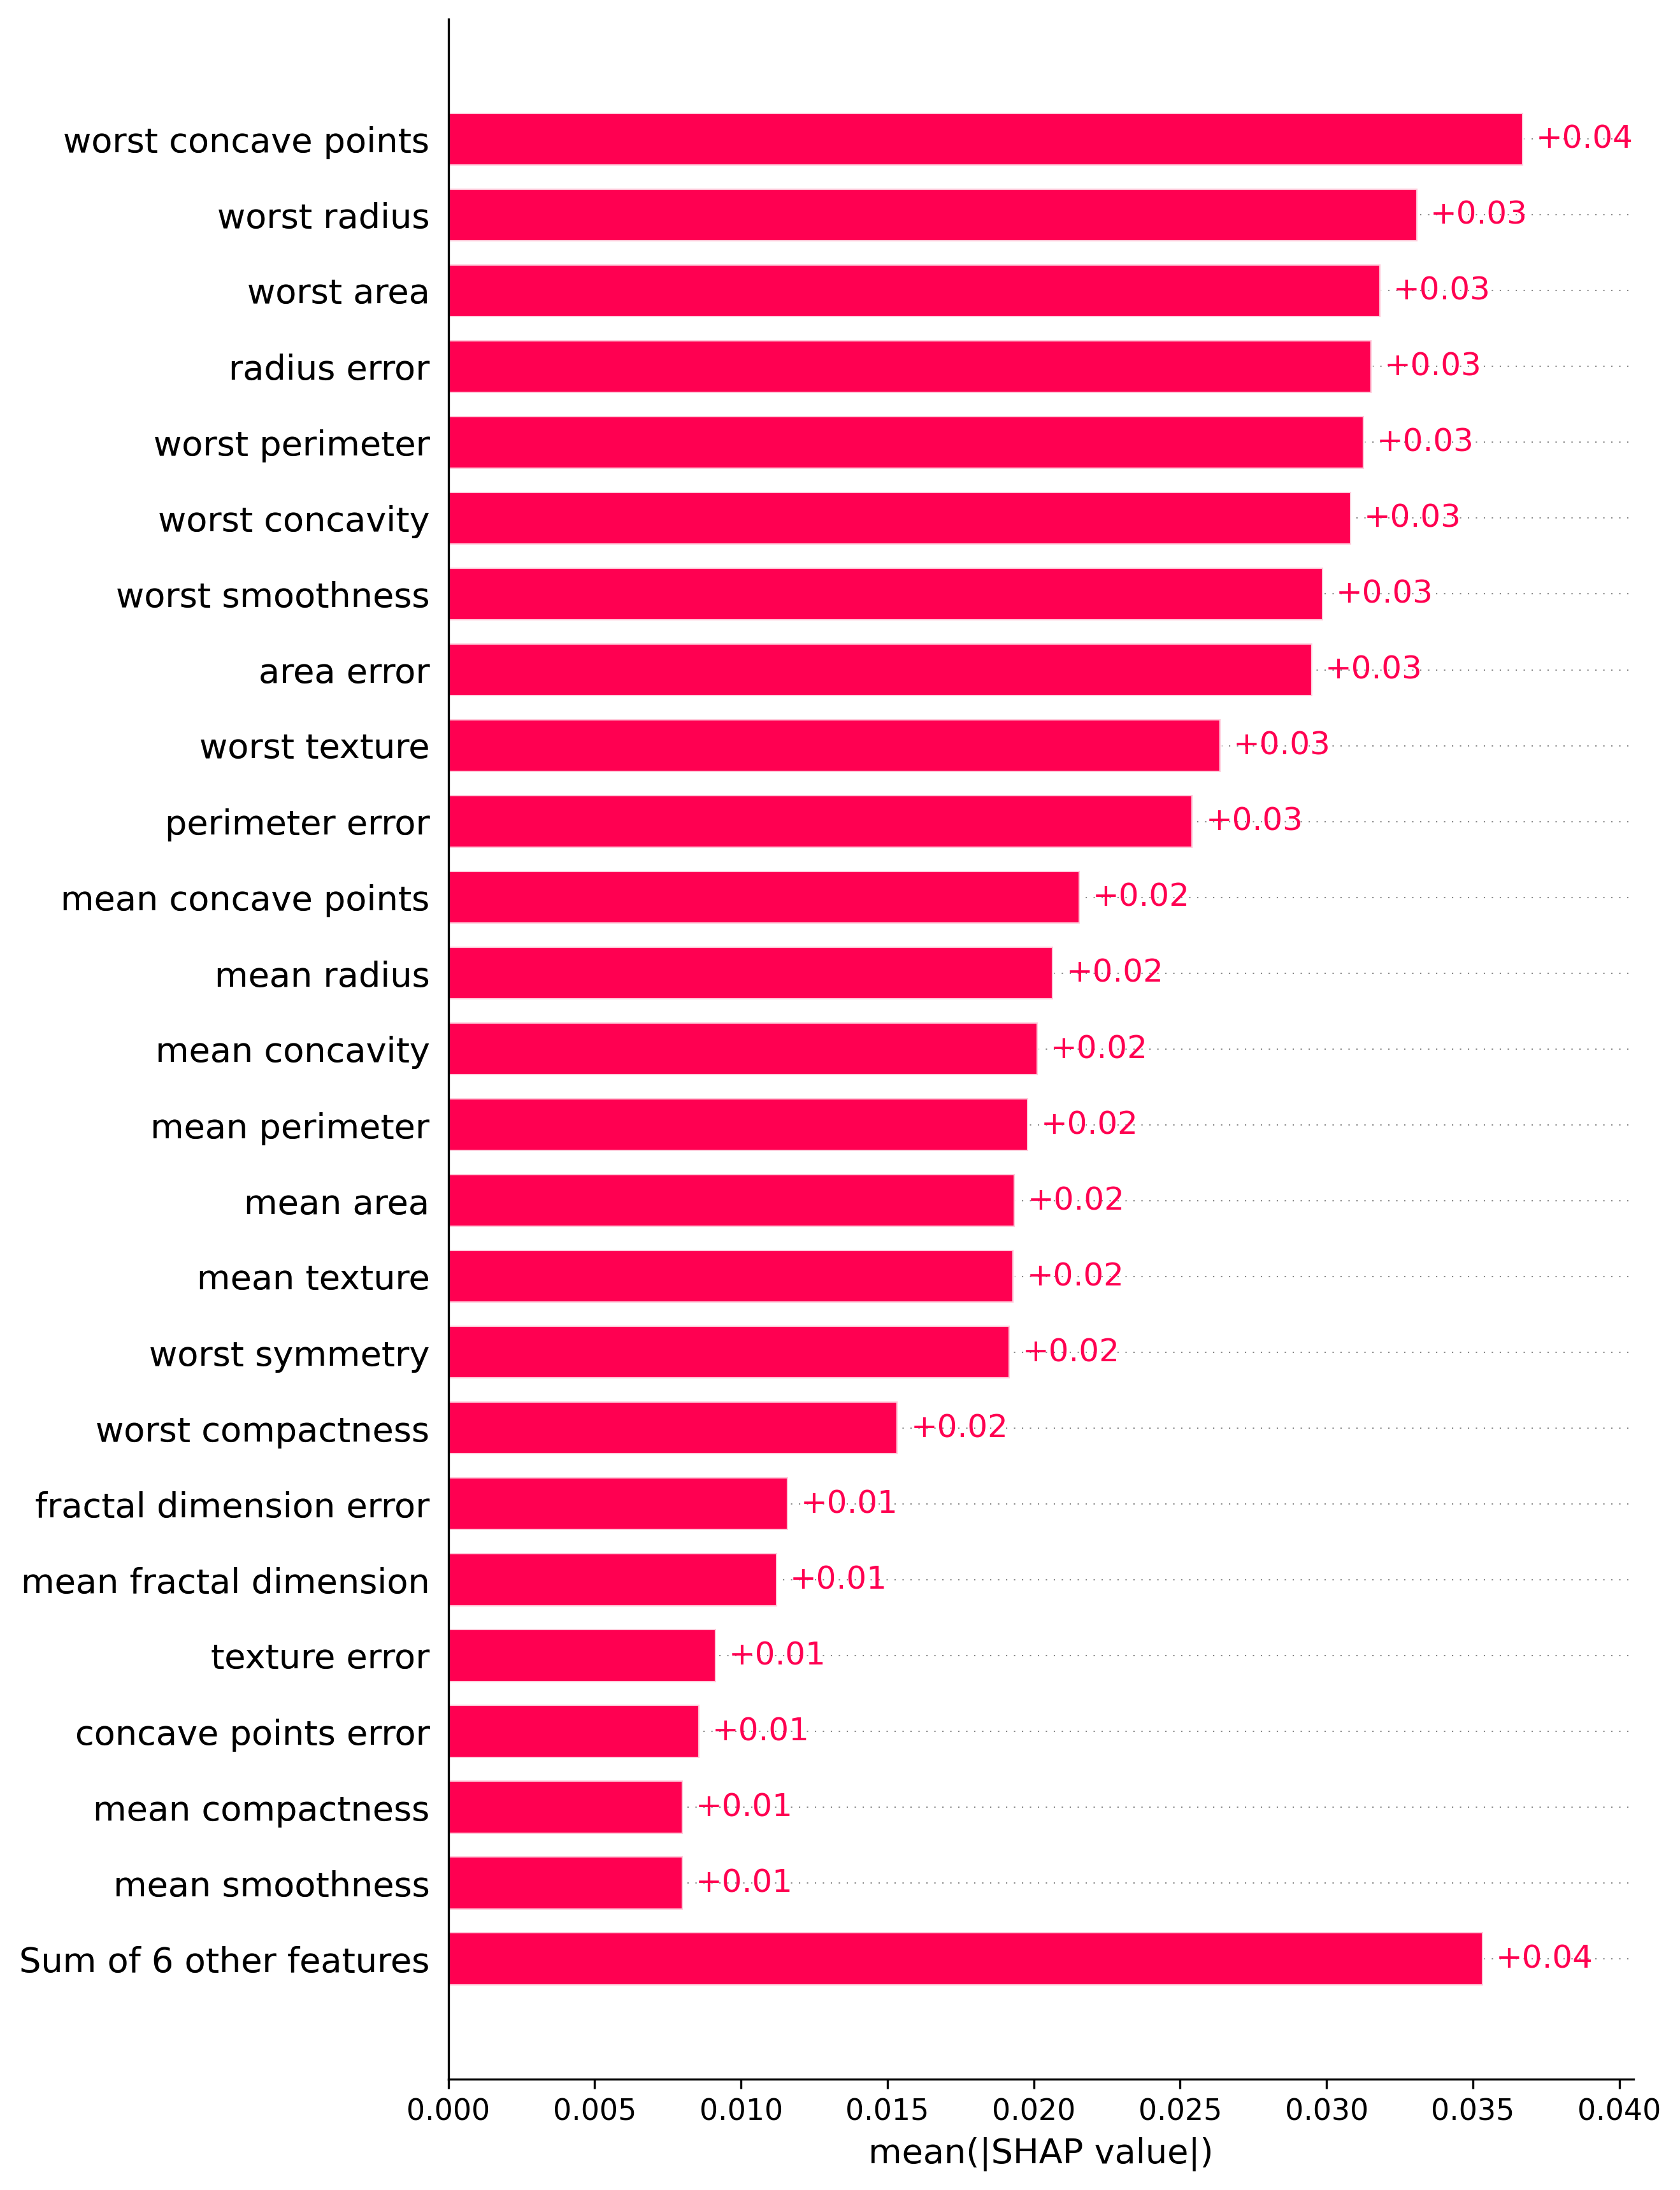 worst concave points +0.04
worst radius +0.03
worst area +0.03
radius error +0.03
worst perimeter +0.03
worst concavity +0.03
worst smoothness +0.03
area error +0.03
worst texture +0.03
perimeter error +0.03
mean concave points +0.02
mean radius +0.02
mean concavity +0.02
mean perimeter +0.02
mean area +0.02
mean texture +0.02
worst symmetry +0.02
worst compactness +0.02
fractal dimension error +0.01
mean fractal dimension +0.01
texture error +0.01
concave points error +0.01
mean compactness +0.01
mean smoothness +0.01
Sum of 6 other features +0.04
0.000 0.005 0.010 0.015 0.020 0.025 0.030 0.035 0.040
mean(|SHAP value|)